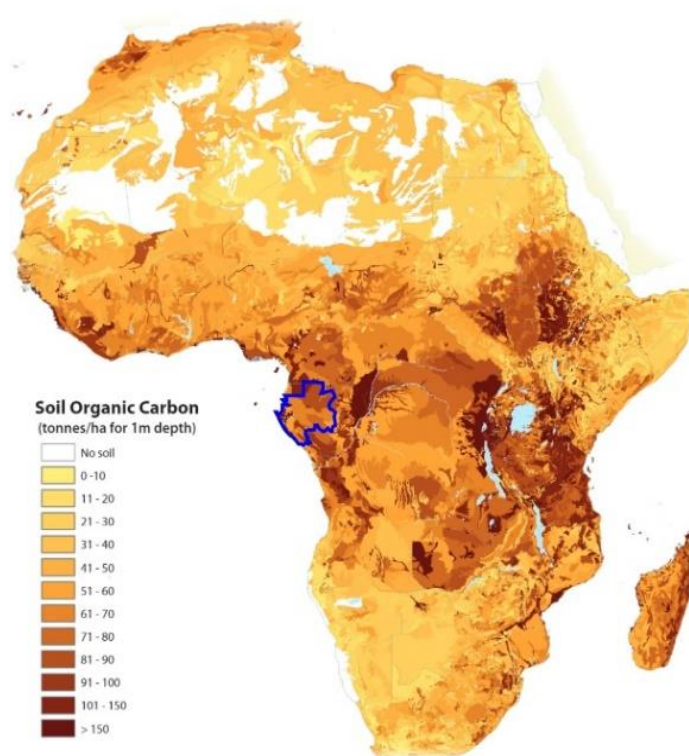 Soil Organic Carbon
(tonnes/ha for 1m depth)
No soil
0 -10
11 - 20
21 - 30
31 - 40
41 - 50
51 - 60
61 - 70
71 - 80
81 - 90
91 - 100
101 - 150
> 150